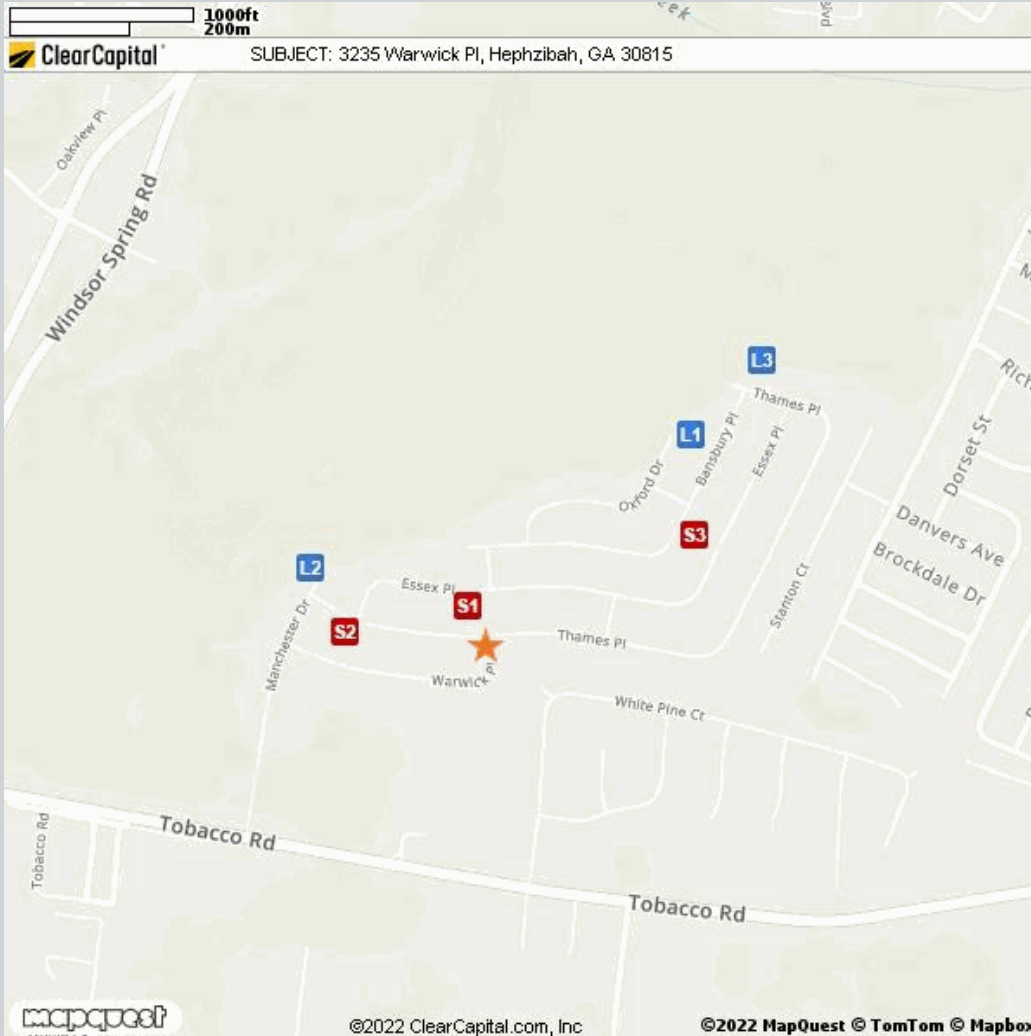 1000ft
200m
eek
ClearCapital
SUBJECT: 3235 Warwick Pl, Hephzibah, GA 30815
Oakview Pl
Windsor Spring Rd
L3
Thames Pl
L1
Bansbury Pl
Essex Pl
Oxford Dr
Dorset St
S3
Danvers Ave
Brockdale Dr
L2
Essex Pl
S1
Manchester Dr
S2
Thames Pl
Stanton Ct
Warwick Pl
White Pine Ct
Tobacco Rd
Tobacco Rd
Tobacco Rd
mapquest
©2022 ClearCapital.com, Inc
©2022 MapQuest © TomTom © Mapbox